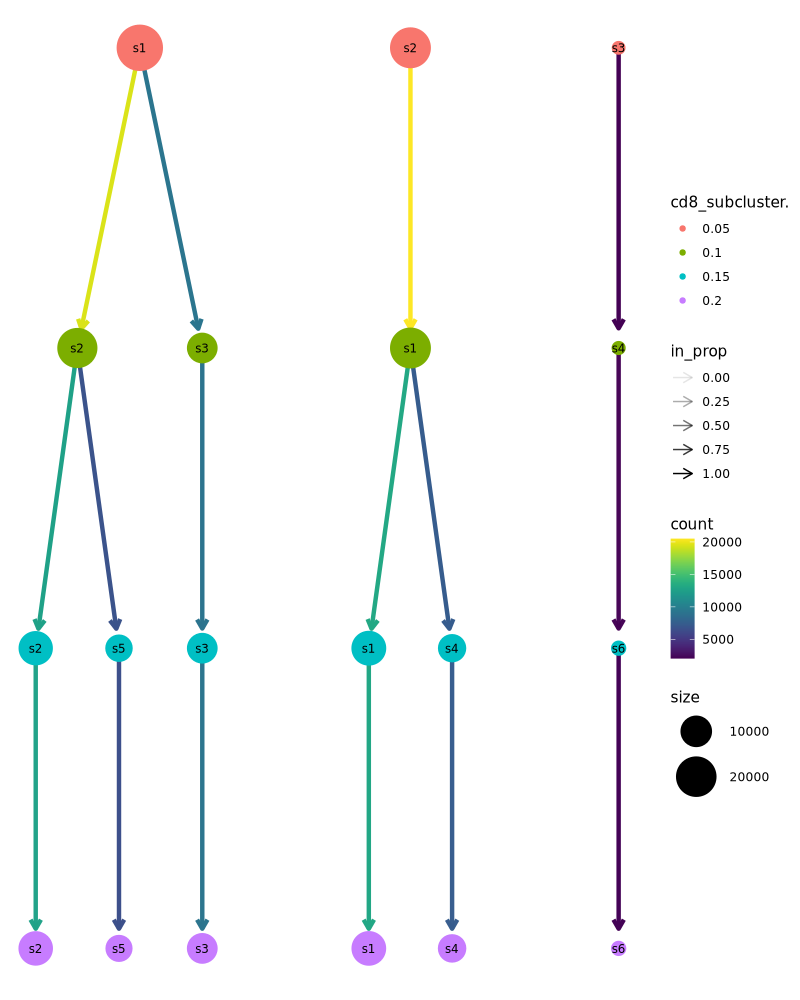 s1
s2
s3
s2
s3
s1
s4
s2
s5
s3
s1
s4
s6
s2
s5
s3
s1
s4
s6
cd8_subcluster.
0.05
0.1
0.15
0.2
in_prop
0.00
0.25
0.50
0.75
1.00
count
20000
15000
10000
5000
size
10000
20000